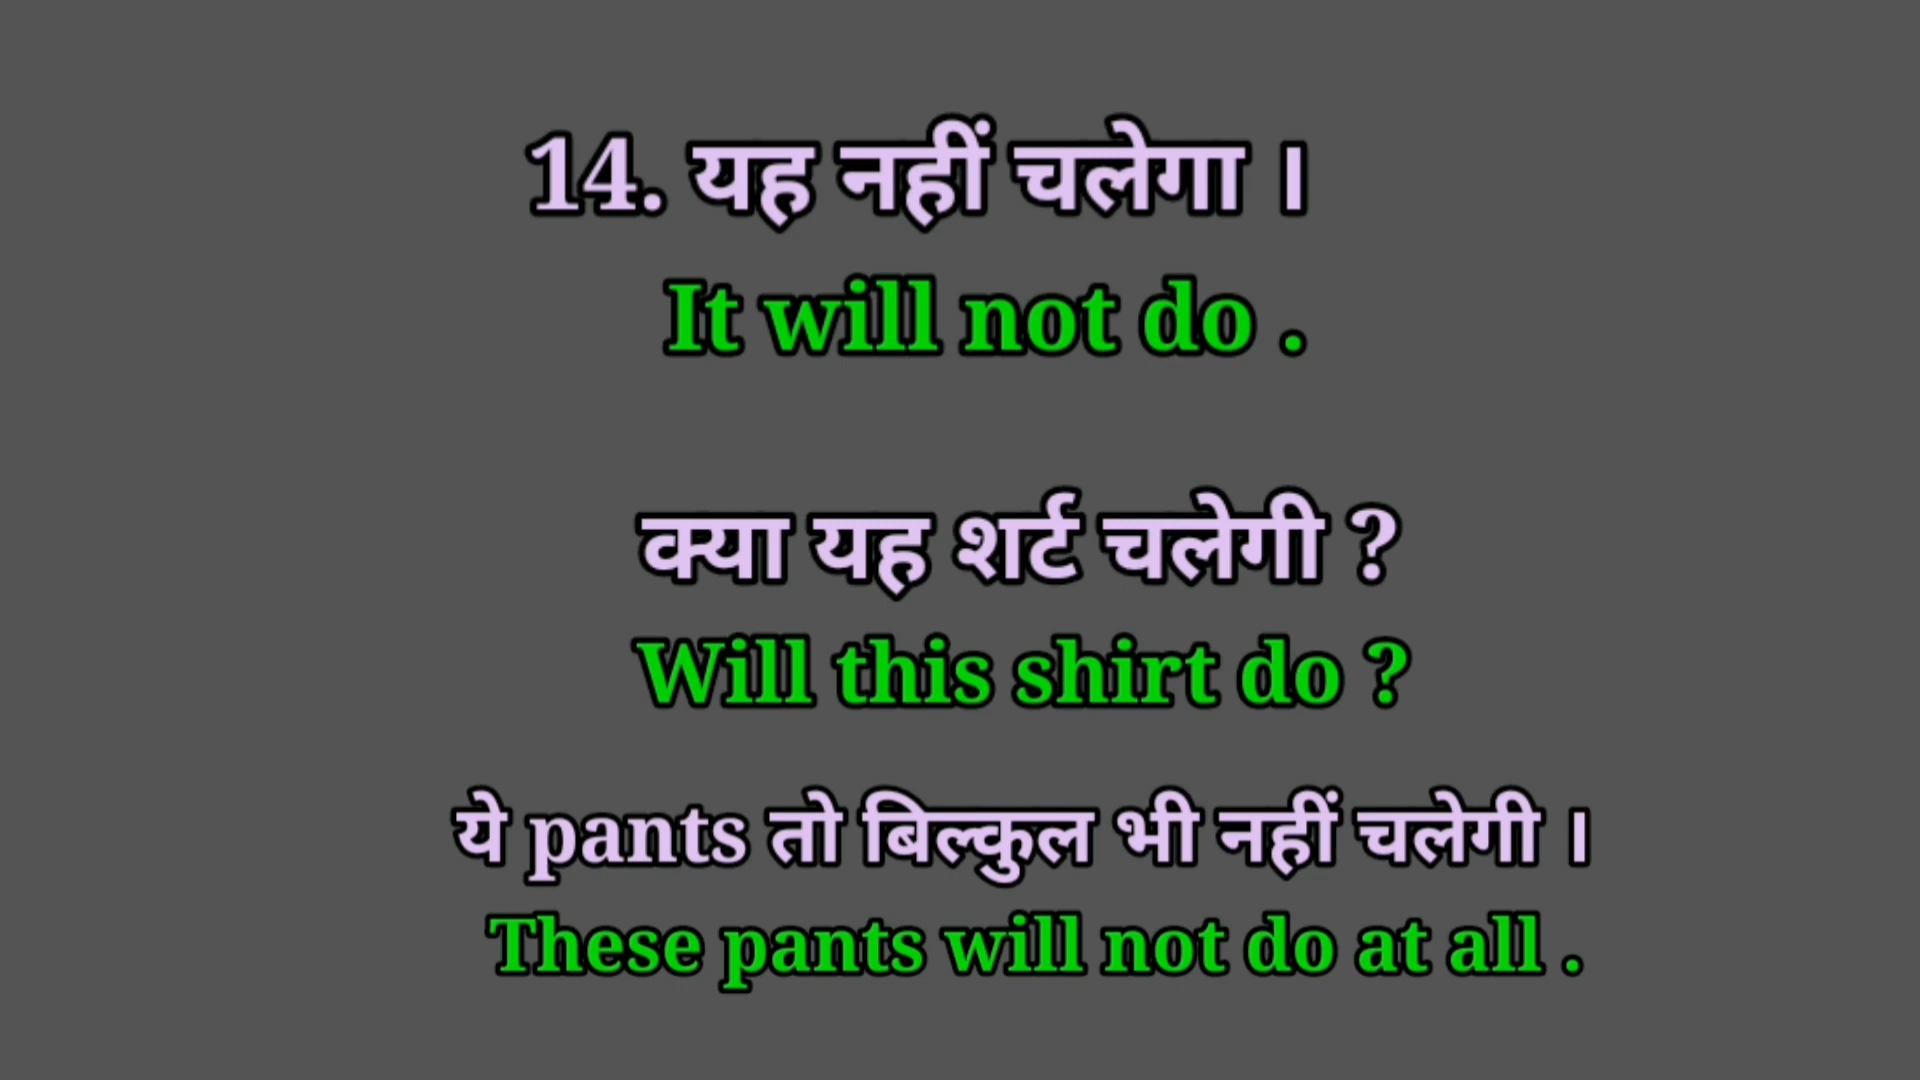 14. यह नहीं चलेगा ।
It will not do .
क्या यह शर्ट चलेगी ?
Will this shirt do ?
ये pants तो बिल्कुल भी नहीं चलेगी ।
These pants will not do at all .